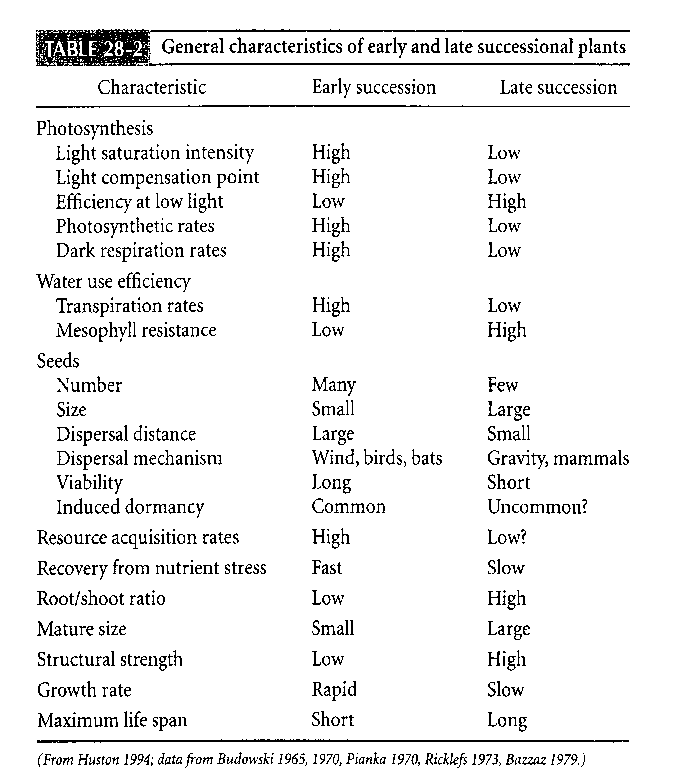 TABLE 28-2 General characteristics of early and late successional plants
Characteristic Early succession Late succession
Photosynthesis
Light saturation intensity High Low
Light compensation point High Low
Efficiency at low light Low High
Photosynthetic rates High Low
Dark respiration rates High Low
Water use efficiency
Transpiration rates High Low
Mesophyll resistance Low High
Seeds
Number Many Few
Size Small Large
Dispersal distance Large Small
Dispersal mechanism Wind, birds, bats Gravity, mammals
Viability Long Short
Induced dormancy Common Uncommon?
Resource acquisition rates High Low?
Recovery from nutrient stress Fast Slow
Root/shoot ratio Low High
Mature size Small Large
Structural strength Low High
Growth rate Rapid Slow
Maximum life span Short Long
(From Huston 1994; data from Budowski 1965, 1970, Pianka 1970, Ricklefs 1973, Bazzaz 1979.)